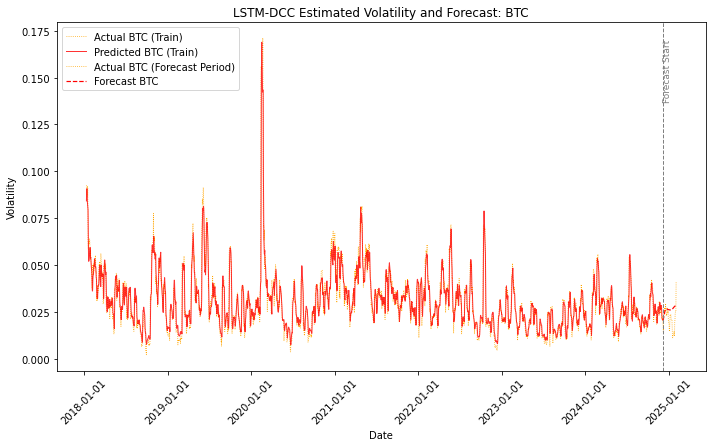 LSTM-DCC Estimated Volatility and Forecast: BTC
Actual BTC (Train)
Predicted BTC (Train)
Actual BTC (Forecast Period)
Forecast BTC
Forecast Start
Volatility
0.175
0.150
0.125
0.100
0.075
0.050
0.025
0.000
2018-01-01
2019-01-01
2020-01-01
2021-01-01
2022-01-01
2023-01-01
2024-01-01
2025-01-01
Date